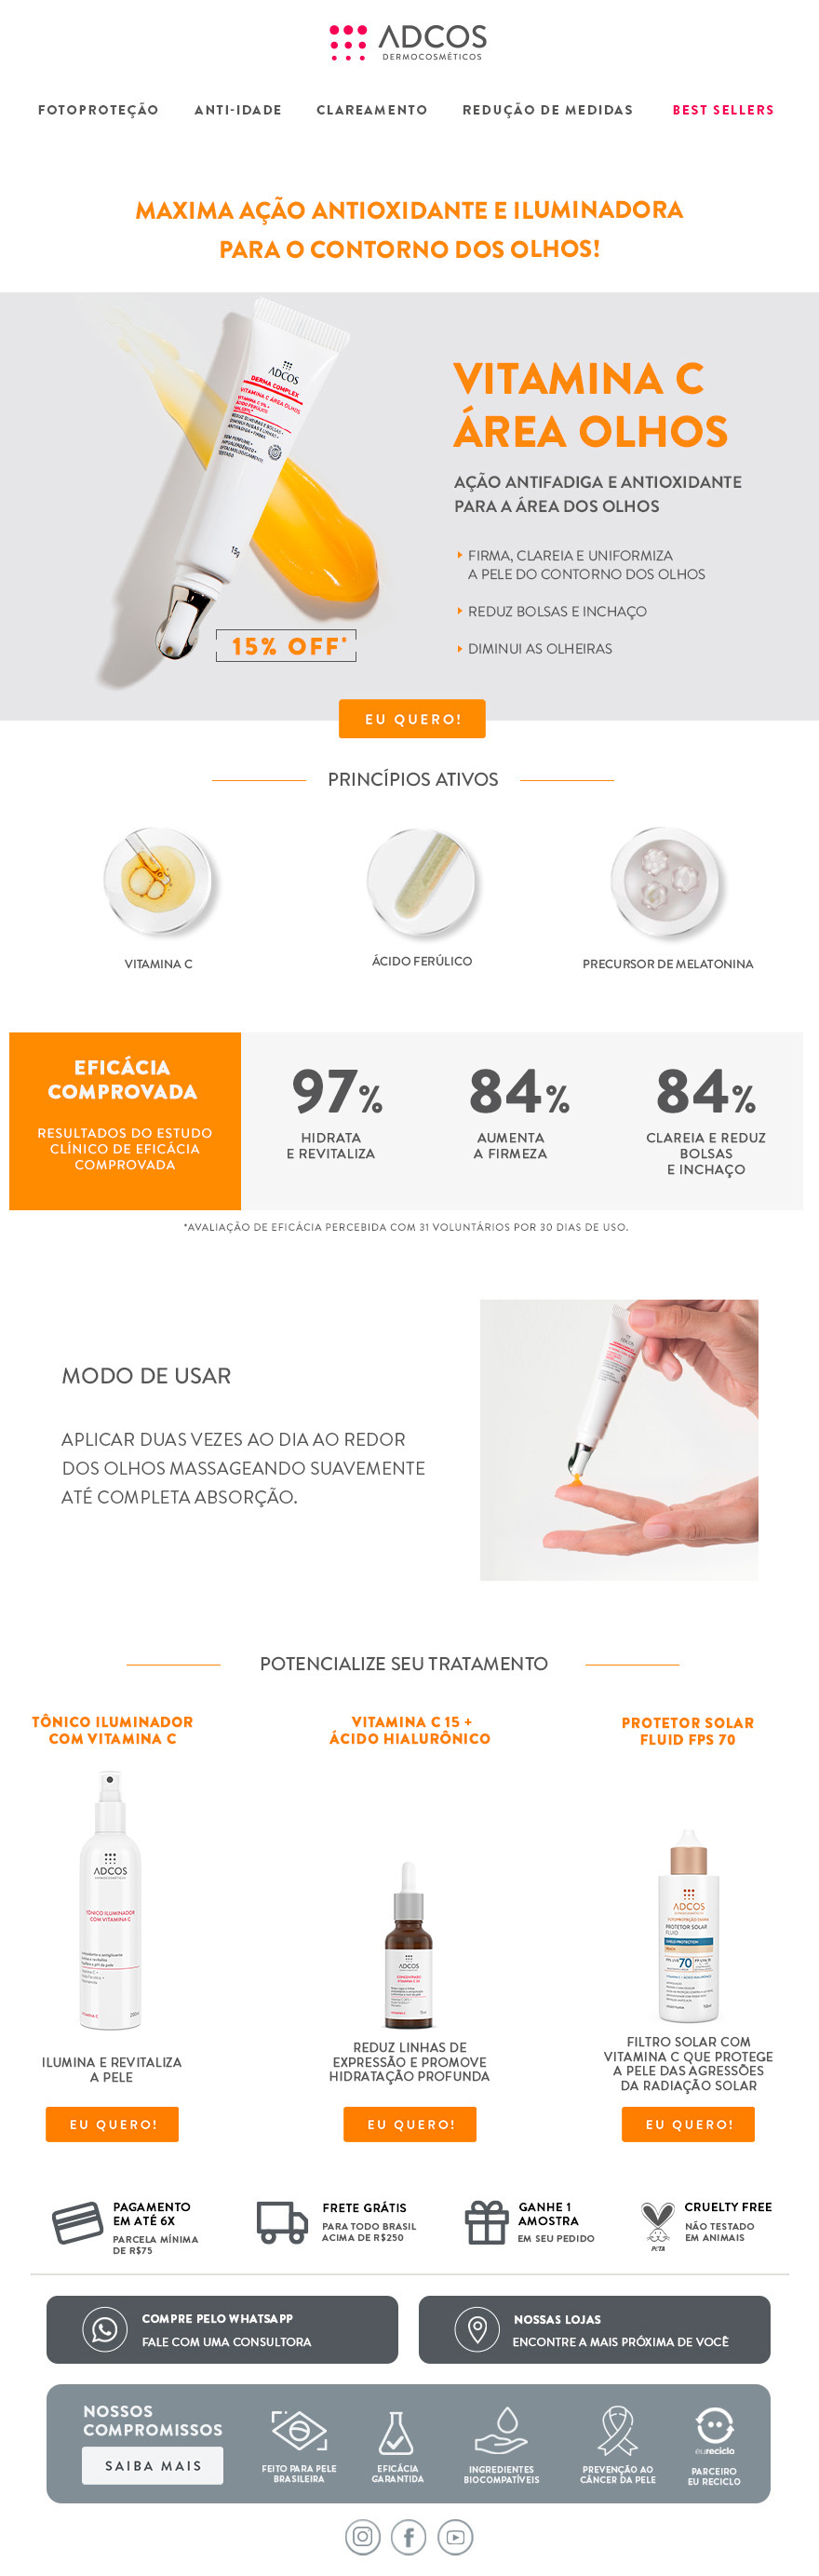 ADCOS
DERMOCOSMÉTICOS
FOTOPROTEÇÃO ANTI-IDADE CLAREAMENTO REDUÇÃO DE MEDIDAS BEST SELLERS
MAXIMA AÇÃO ANTIOXIDANTE E ILUMINADORA
PARA O CONTORNO DOS OLHOS!
ADCOS
DERMA COMPLEX
VITAMINA C ÁREA OLHOS
15g
15% OFF*
VITAMINA C
ÁREA OLHOS
AÇÃO ANTIFADIGA E ANTIOXIDANTE
PARA A ÁREA DOS OLHOS
FIRMA, CLAREIA E UNIFORMIZA
A PELE DO CONTORNO DOS OLHOS
REDUZ BOLSAS E INCHAÇO
DIMINUI AS OLHEIRAS
EU QUERO!
PRINCÍPIOS ATIVOS
VITAMINA C
ÁCIDO FERÚLICO
PRECURSOR DE MELATONINA
EFICÁCIA
COMPROVADA
RESULTADOS DO ESTUDO
CLÍNICO DE EFICÁCIA
COMPROVADA
97%
HIDRATA
E REVITALIZA
84%
AUMENTA
A FIRMEZA
84%
CLAREIA E REDUZ
BOLSAS
E INCHAÇO
*AVALIAÇÃO DE EFICÁCIA PERCEBIDA COM 31 VOLUNTÁRIOS POR 30 DIAS DE USO.
MODO DE USAR
APLICAR DUAS VEZES AO DIA AO REDOR
DOS OLHOS MASSAGEANDO SUAVEMENTE
ATÉ COMPLETA ABSORÇÃO.
ADCOS
POTENCIALIZE SEU TRATAMENTO
TÔNICO ILUMINADOR
COM VITAMINA C
ADCOS
TÔNICO ILUMINADOR
COM VITAMINA C
ILUMINA E REVITALIZA
A PELE
EU QUERO!
VITAMINA C 15 +
ÁCIDO HIALURÔNICO
ADCOS
REDUZ LINHAS DE
EXPRESSÃO E PROMOVE
HIDRATAÇÃO PROFUNDA
EU QUERO!
PROTETOR SOLAR
FLUID FPS 70
ADCOS
PROTETOR SOLAR
FLUID
70
FILTRO SOLAR COM
VITAMINA C QUE PROTEGE
A PELE DAS AGRESSÕES
DA RADIAÇÃO SOLAR
EU QUERO!
PAGAMENTO
EM ATÉ 6X
PARCELA MÍNIMA
DE R$75
FRETE GRÁTIS
PARA TODO BRASIL
ACIMA DE R$250
GANHE 1
AMOSTRA
EM SEU PEDIDO
PETA
CRUELTY FREE
NÃO TESTADO
EM ANIMAIS
COMPRE PELO WHATSAPP
FALE COM UMA CONSULTORA
NOSSAS LOJAS
ENCONTRE A MAIS PRÓXIMA DE VOCÊ
NOSSOS
COMPROMISSOS
SAIBA MAIS
FEITO PARA PELE
BRASILEIRA
EFICÁCIA
GARANTIDA
INGREDIENTES
BIOCOMPATÍVEIS
PREVENÇÃO AO
CÂNCER DA PELE
eureciclo
PARCEIRO
EU RECICLO